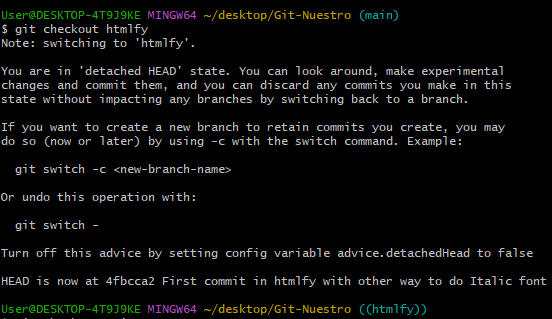 User@DESKTOP-4T9J9KE MINGW64 ~/desktop/Git-Nuestro (main)
$ git checkout htmlfy
Note: switching to 'htmlfy'.
You are in 'detached HEAD' state. You can look around, make experimental
changes and commit them, and you can discard any commits you make in this
state without impacting any branches by switching back to a branch.
If you want to create a new branch to retain commits you create, you may
do so (now or later) by using -c with the switch command. Example:
git switch -c <new-branch-name>
Or undo this operation with:
git switch -
Turn off this advice by setting config variable advice.detachedHead to false
HEAD is now at 4fbcca2 First commit in htmlfy with other way to do Italic font
User@DESKTOP-4T9J9KE MINGW64 ~/desktop/Git-Nuestro ((htmlfy))